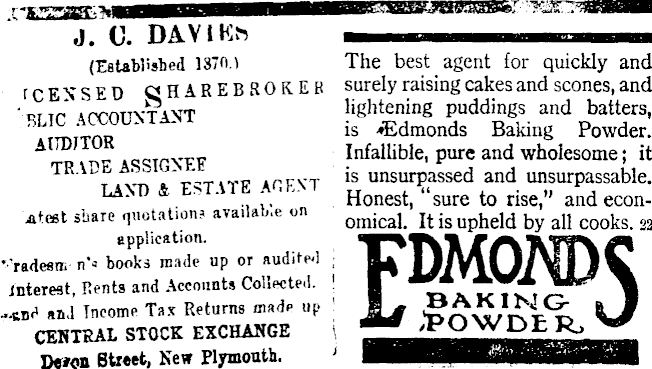 J. C. DAVIES
(Established 1870.)
ICENSED SHAREBROKER
BLIC ACCOUNTANT
AUDITOR
TRADE ASSIGNEE
LAND & ESTATE AGENT
atest share quotations available on
application.
radesm n's books made up or audited
Interest, Rents and Accounts Collected.
and Income Tax Returns made up
CENTRAL STOCK EXCHANGE
Devon Street, New Plymouth.
The best agent for quickly and
surely raising cakes and scones, and
lightening puddings and batters,
is Edmonds Baking Powder.
Infallible, pure and wholesome; it
is unsurpassed and unsurpassable.
Honest, "sure to rise," and econ-
omical. It is upheld by all cooks. 22
EDMONDS
BAKING
POWDER